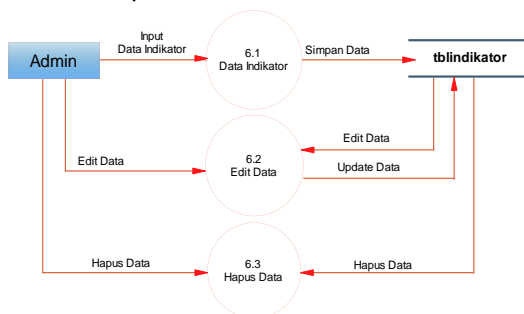 Input
Data Indikator
Admin
6.1
Data Indikator
Simpan Data
tblindikator
Edit Data
6.2
Edit Data
Edit Data
Update Data
Hapus Data
6.3
Hapus Data
Hapus Data